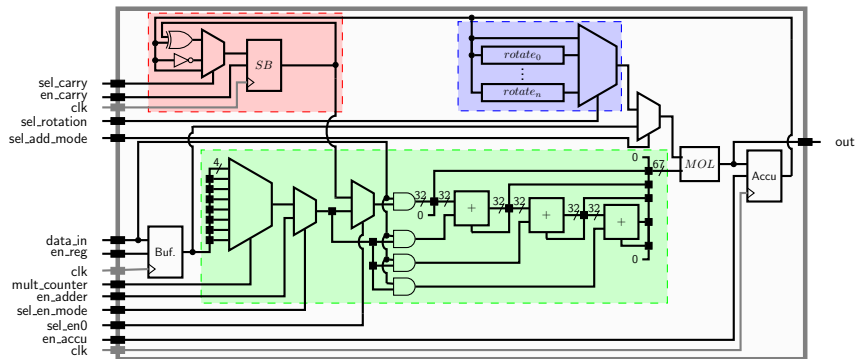 SB
rotate0
⋮
rotaten
sel_carry
en_carry
clk
sel_rotation
sel_add_mode
out
4
0
67
MOL
Accu
32
32
0
+
32
32
+
32
32
+
0
data_in
en_reg
clk
Buf.
mult_counter
en_adder
sel_en_mode
sel_en0
en_accu
clk